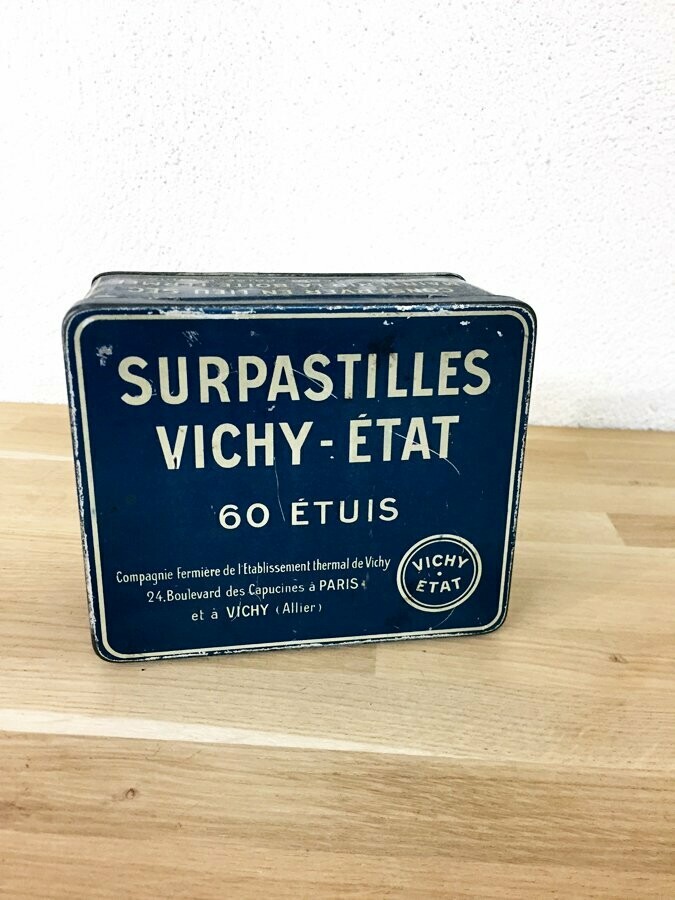 SURPASTILLES
VICHY-ÉTAT
60 ÉTUIS
Compagnie Fermière de l'Etablissement thermal de Vichy
24.Boulevard des Capucines à PARIS
et à VICHY (Allier)
VICHY
ÉTAT